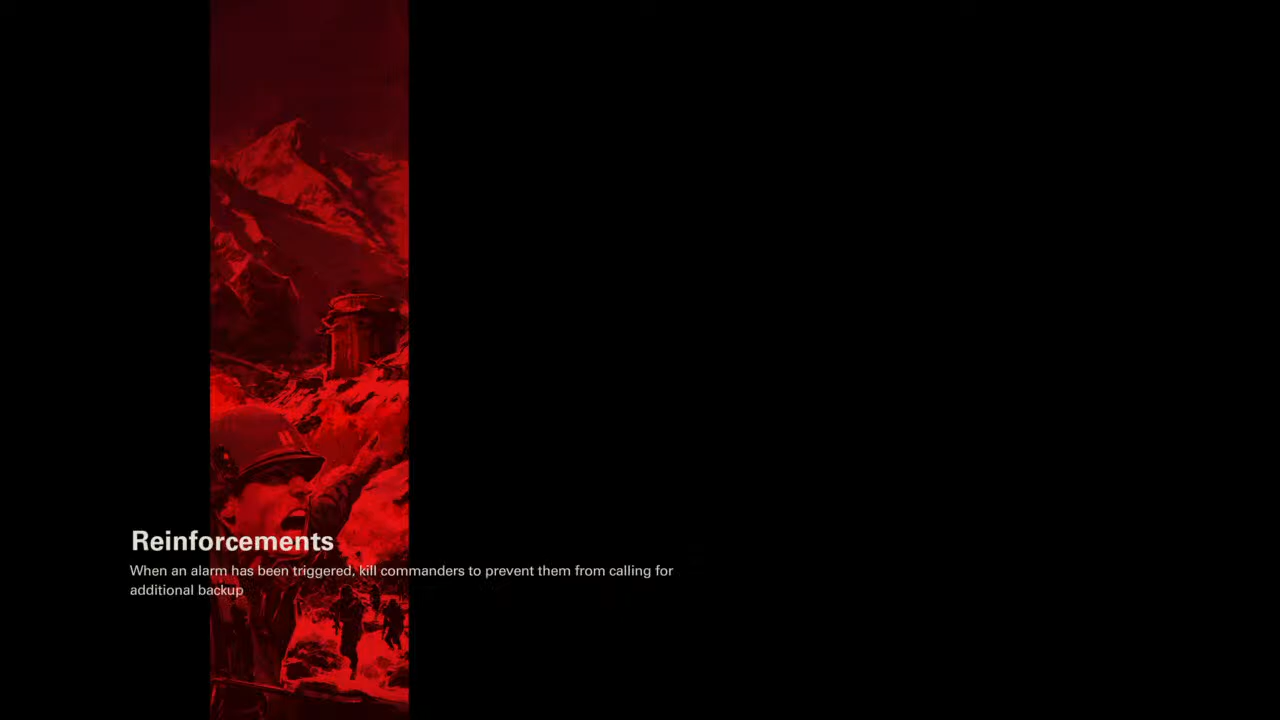 Reinforcements
When an alarm has been triggered, kill commanders to prevent them from calling for
additional backup